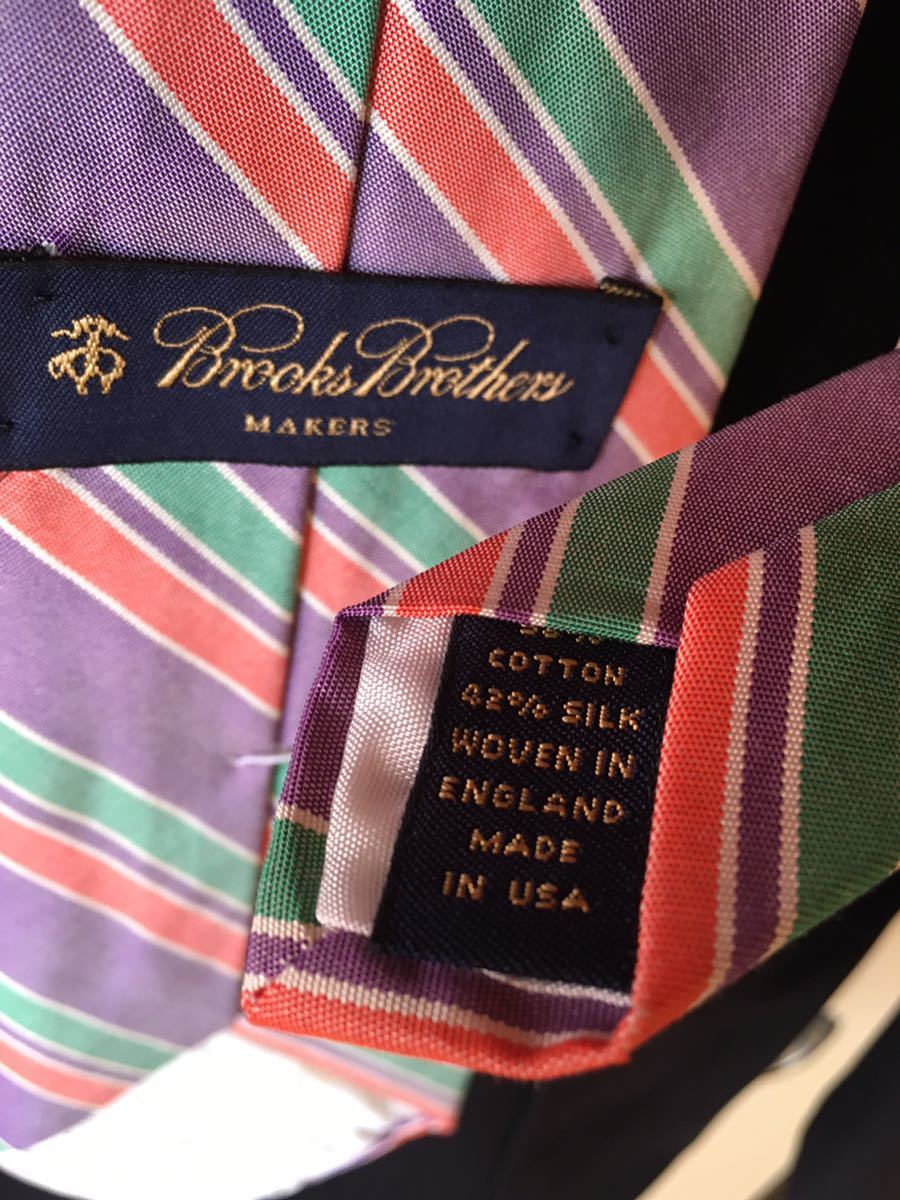 Brooks Brothers
MAKERS
COTTON
42% SILK
WOVEN IN
ENGLAND
MADE
IN USA